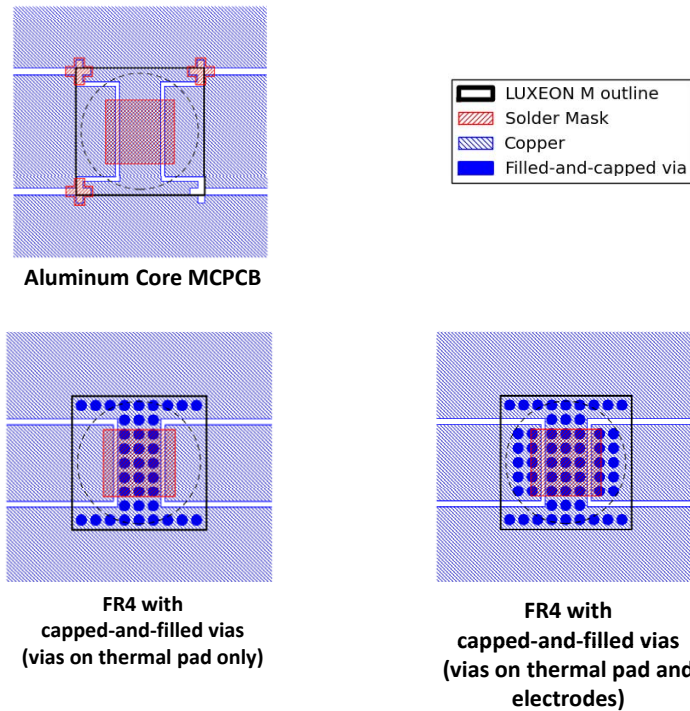 LUXEON M outline
Solder Mask
Copper
Filled-and-capped via
Aluminum Core MCPCB
FR4 with
capped-and-filled vias
(vias on thermal pad only)
FR4 with
capped-and-filled vias
(vias on thermal pad and
electrodes)